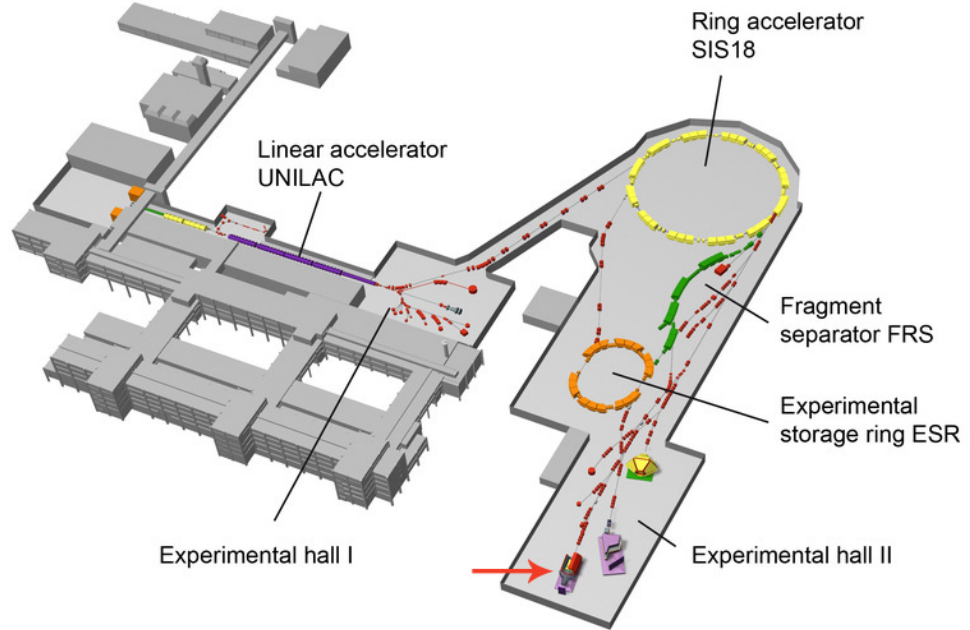 Ring accelerator
SIS18
Linear accelerator
UNILAC
Fragment
separator FRS
Experimental
storage ring ESR
Experimental hall I
Experimental hall II